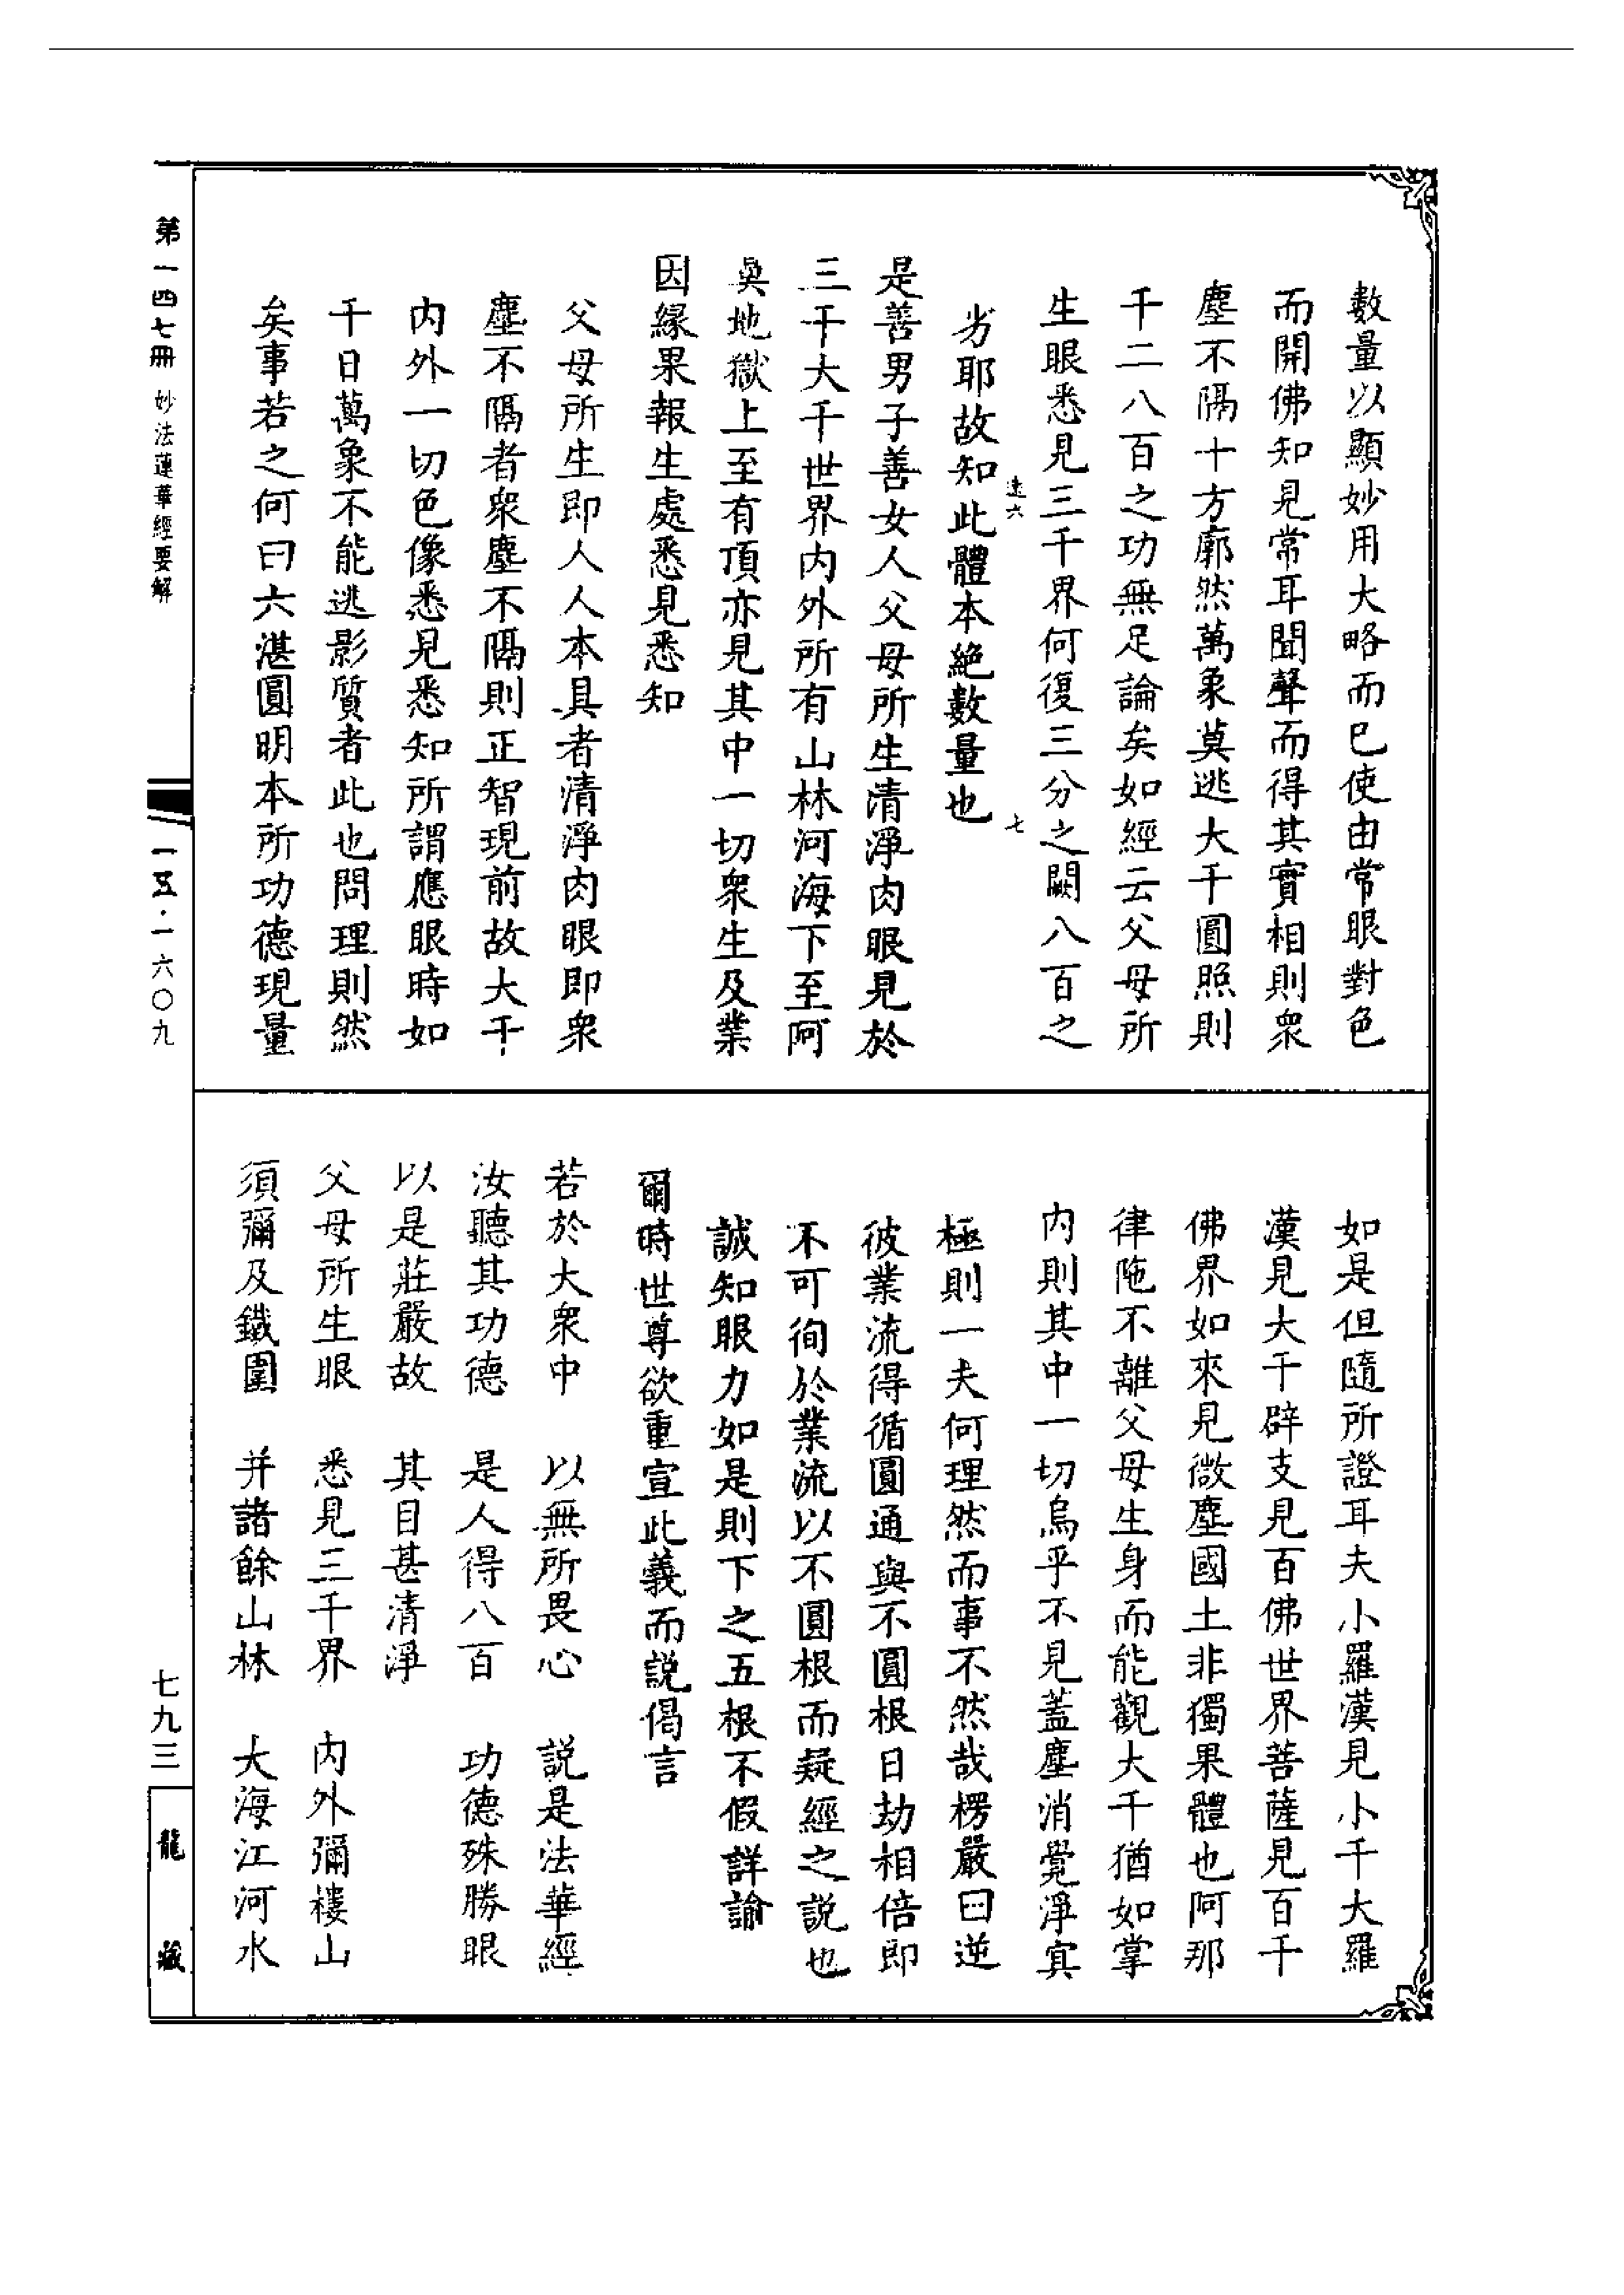 數量以顯妙用大略而已使由常眼對色
而開佛知見常耳聞聲而得其實相則衆
塵不隔十方廓然萬象莫逃大千圓照則
千二八百之功無足論矣如經云父母所
生眼悉見三千界何復三分之闕八百之
遠六
七
劣耶故知此體本絶數量也
是善男子善女人父母所生清淨肉眼見於
三千大千世界内外所有山林河海下至阿
鼻地獄上至有頂亦見其中一切衆生及業
因緣果報生處悉見悉知
父母所生即人人本具者清淨肉眼即衆
塵不隔者衆塵不隔則正智現前故大千
内外一切色像悉見悉知所謂應眼時如
千日萬象不能逃影質者此也問理則然
矣事若之何曰六湛圓明本所功德現量
如是但隨所證耳夫小羅漢見小千大羅
漢見大千辟支見百佛世界菩薩見百千
佛界如來見微塵國土非獨果體也阿那
律陁不離父母生身而能觀大千猶如掌
内則其中一切烏乎不見蓋塵消覺淨
極則一夫何理然而事不然哉楞嚴曰逆
彼業流得循圓通與不圓根日劫相倍即
不可徇於業流以不圓根而疑經之説也
誠知眼力如是則下之五根不假詳論
爾時世尊欲重宣此義而説偈言
若於大衆中 以無所畏心 説是法華經
汝聽其功德 是人得八百 功德殊勝眼
以是莊嚴故 其目甚清淨
父母所生眼 悉見三千界 内外彌樓山
須彌及鐵圍 并諸餘山林 大海江河水
第一四七冊 妙法蓮華經要解
一五·一六〇九
七九三
龍藏